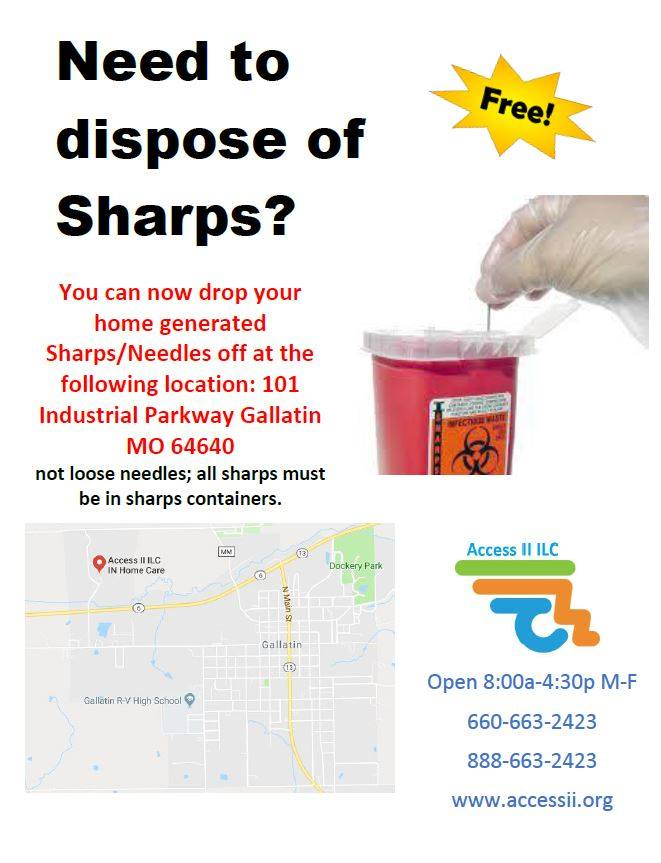 Need to
dispose of
Sharps?
Free!
You can now drop your
home generated
Sharps/Needles off at the
following location: 101
Industrial Parkway Gallatin
MO 64640
not loose needles; all sharps must
be in sharps containers.
INFECTIOUS WASTE
SHARPS
Access II ILC
IN Home Care
MM
13
6
Dockery Park
6
N Main St
Gallatin
13
Gallatin R-V High School
Access II ILC
Open 8:00a-4:30p M-F
660-663-2423
888-663-2423
www.accessii.org